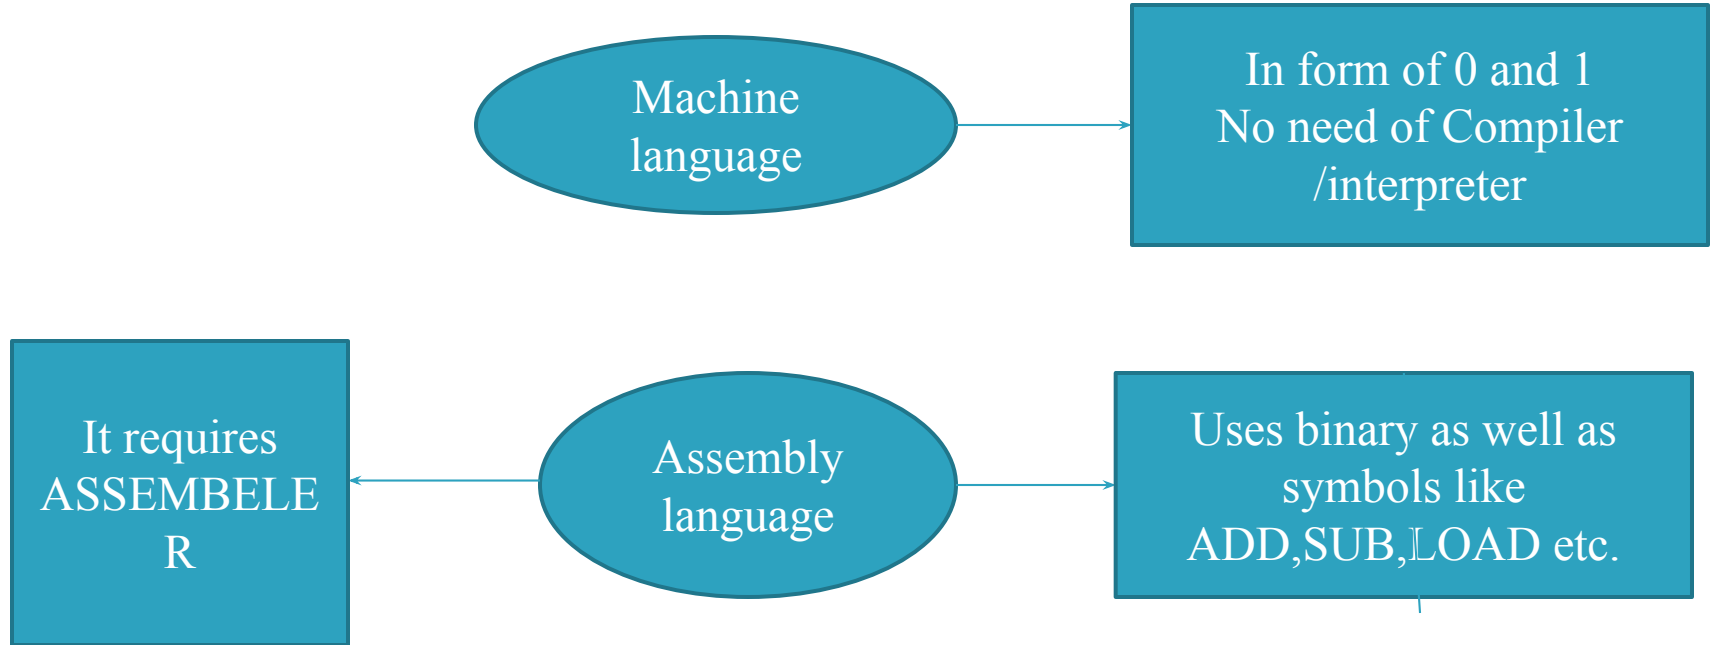 Machine
language
In form of 0 and 1
No need of Compiler
/interpreter
It requires
ASSEMBELE
R
Assembly
language
Uses binary as well as
symbols like
ADD,SUB,LOAD etc.